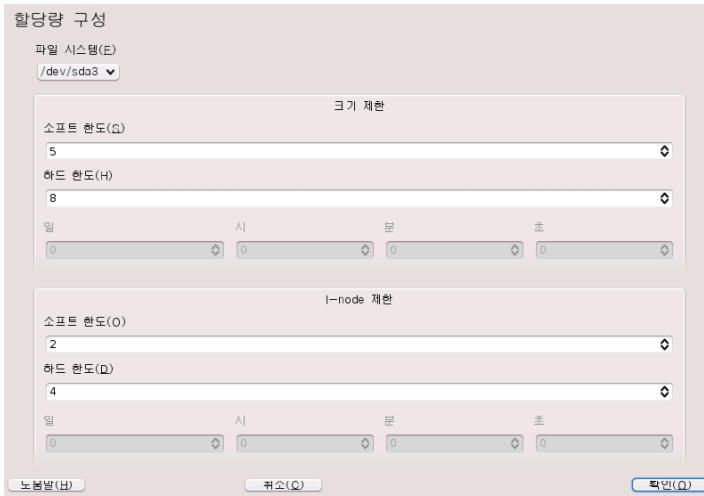 할당량 구성
파일 시스템(F)
/dev/sda3
크기 제한
소프트 한도(S)
5
하드 한도(H)
8
일 시 분 초
0 0 0 0
I-node 제한
소프트 한도(O)
2
하드 한도(D)
4
일 시 분 초
0 0 0 0
도움말(H) 취소(C) 확인(O)